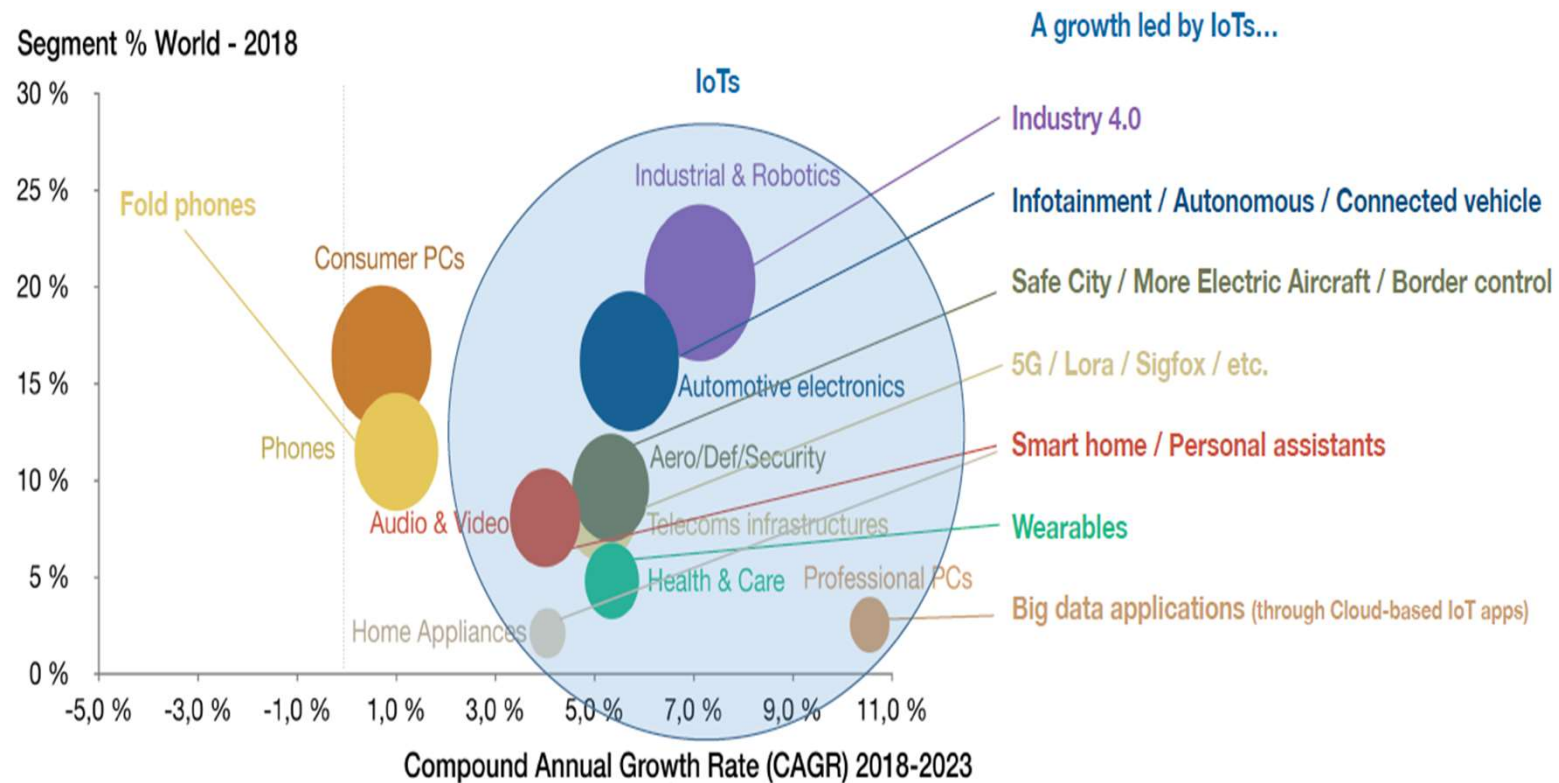 A growth led by IoTs...
Segment % World - 2018
IoTs
30 %
25 %
20 %
15 %
10 %
5 %
0 %
Fold phones
Consumer PCs
Phones
Industrial & Robotics
Automotive electronics
Aero/Def/Security
Audio & Video
Telecoms infrastructures
Health & Care
Professional PCs
Home Appliances
Industry 4.0
Infotainment / Autonomous / Connected vehicle
Safe City / More Electric Aircraft / Border control
5G / Lora / Sigfox / etc.
Smart home / Personal assistants
Wearables
Big data applications (through Cloud-based IoT apps)
-5,0 % -3,0 % -1,0 % 1,0 % 3,0 % 5,0 % 7,0 % 9,0 % 11,0 %
Compound Annual Growth Rate (CAGR) 2018-2023